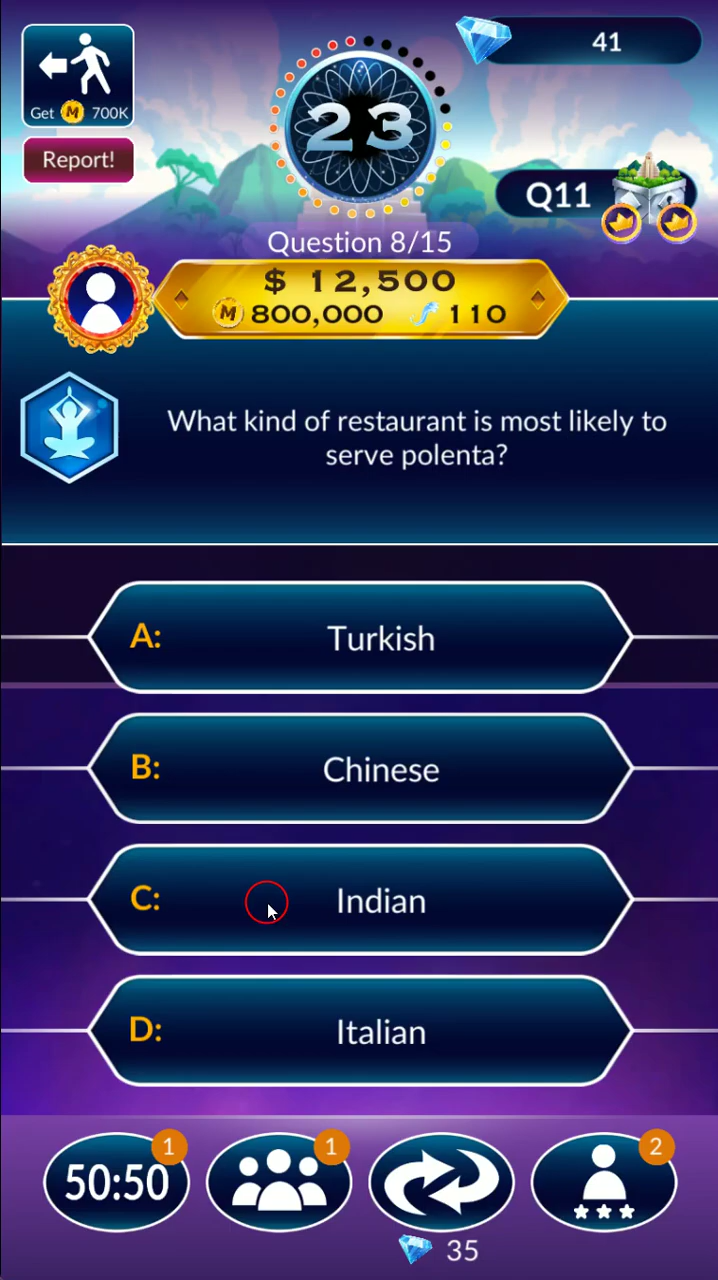 41
Get M 700K
23
Report!
Q11
Question 8/15
$ 12,500
M 800,000 110
What kind of restaurant is most likely to
serve polenta?
A: Turkish
B: Chinese
C: Indian
D: Italian
50:50 1
1
2
35